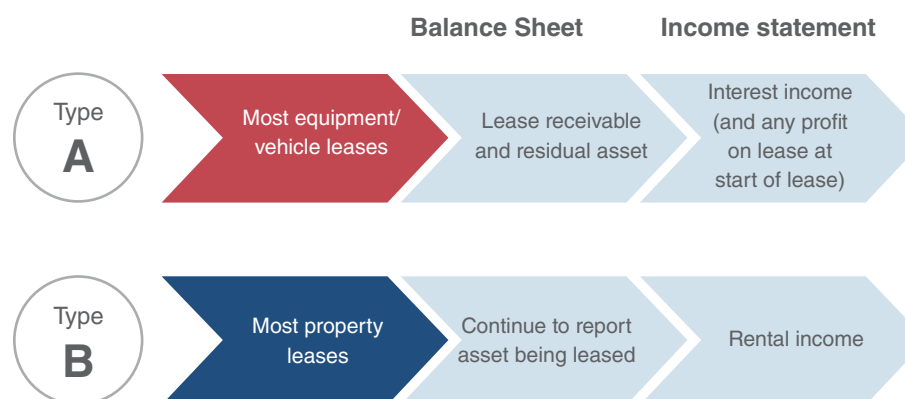 Balance Sheet
Income statement
Type
A
Most equipment/
vehicle leases
Lease receivable
and residual asset
Interest income
(and any profit
on lease at
start of lease)
Type
B
Most property
leases
Continue to report
asset being leased
Rental income